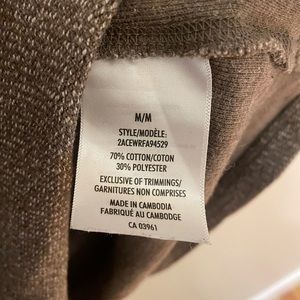 M/M
STYLE/MODÈLE:
2ACEWRFA94529
70% COTTON/COTON
30% POLYESTER
EXCLUSIVE OF TRIMMINGS/
GARNITURES NON COMPRISES
MADE IN CAMBODIA
FABRIQUÉ AU CAMBODGE
CA 03961